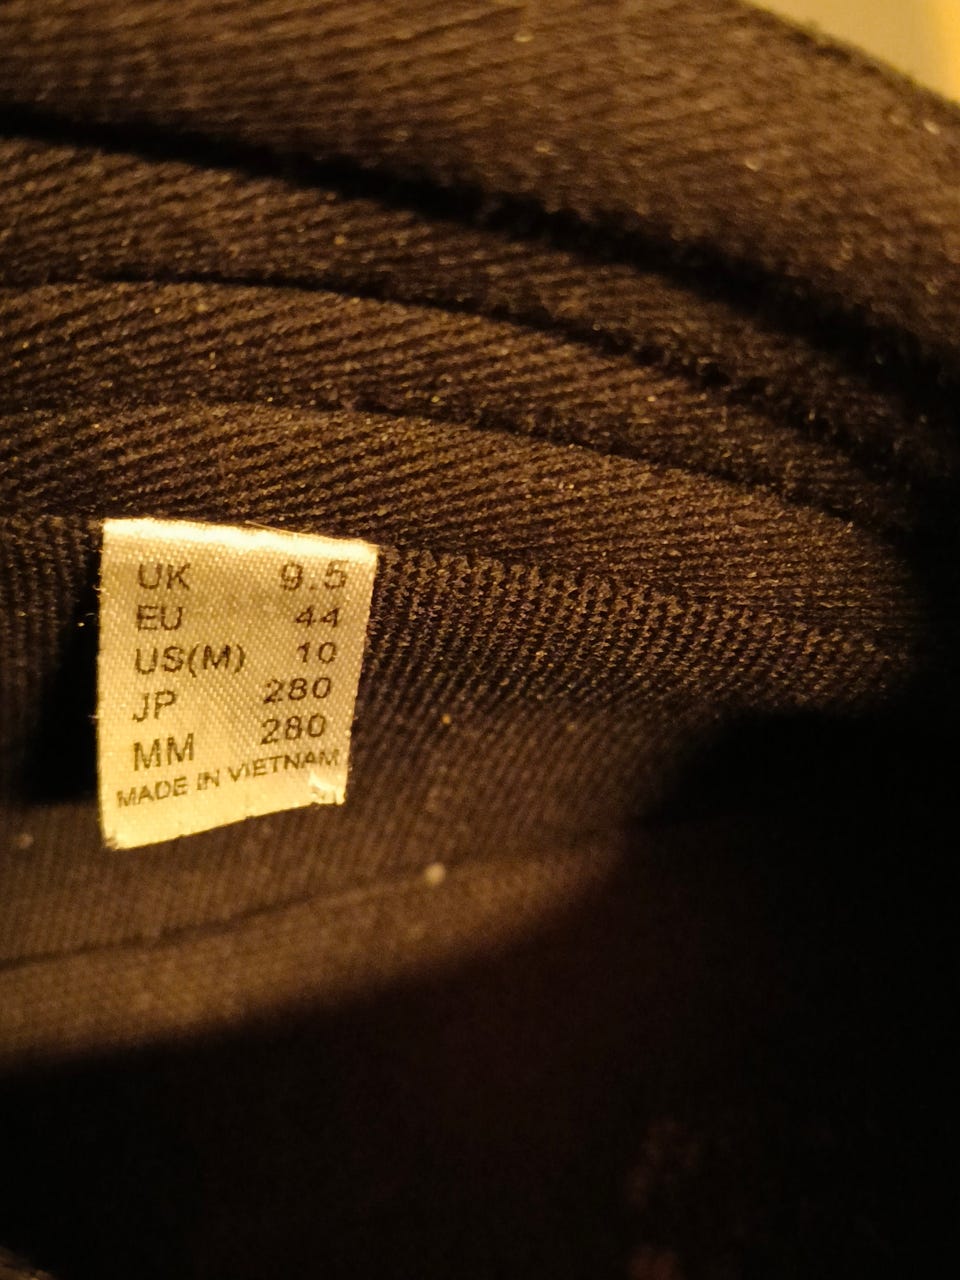 UK 9.5
EU 44
US(M) 10
JP 280
MM 280
MADE IN VIETNAM